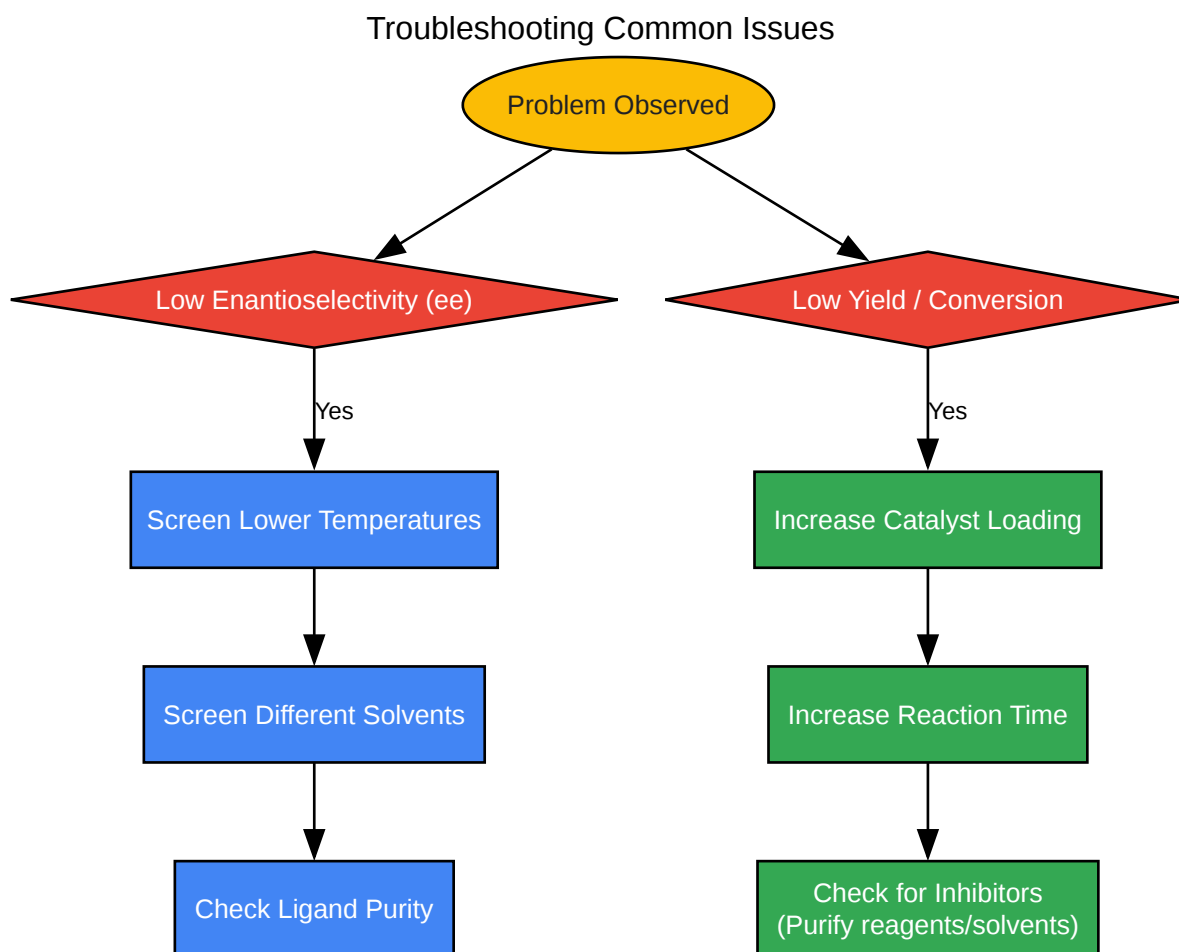 Troubleshooting Common Issues
Problem Observed
Low Enantioselectivity (ee)
Low Yield / Conversion
Yes
Yes
Screen Lower Temperatures
Increase Catalyst Loading
Screen Different Solvents
Increase Reaction Time
Check Ligand Purity
Check for Inhibitors
(Purify reagents/solvents)